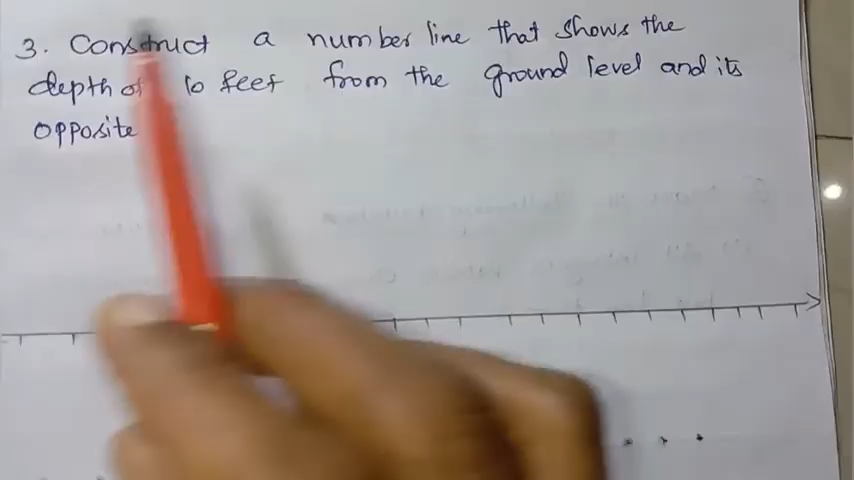 3. Construct a number line that shows the
depth of 10 feet from the ground level and its
opposite